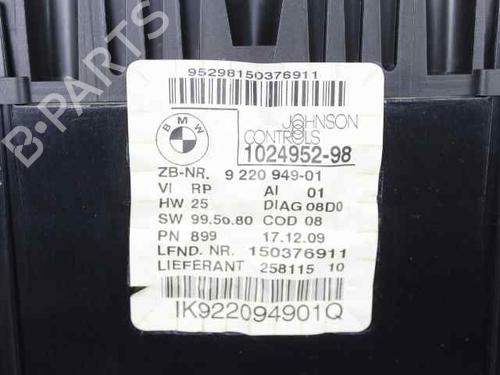 95298150376911
BMW
JOHNSON
CONTROLS
1024952-98
ZB-NR. 9 220 949-01
VI RP AI 01
HW 25 DIAG 08D0
SW 99.50.80 COD 08
PN 899 17.12.09
LFND. NR. 150376911
LIEFERANT 258115 10
IK922094901Q
B-PARTS